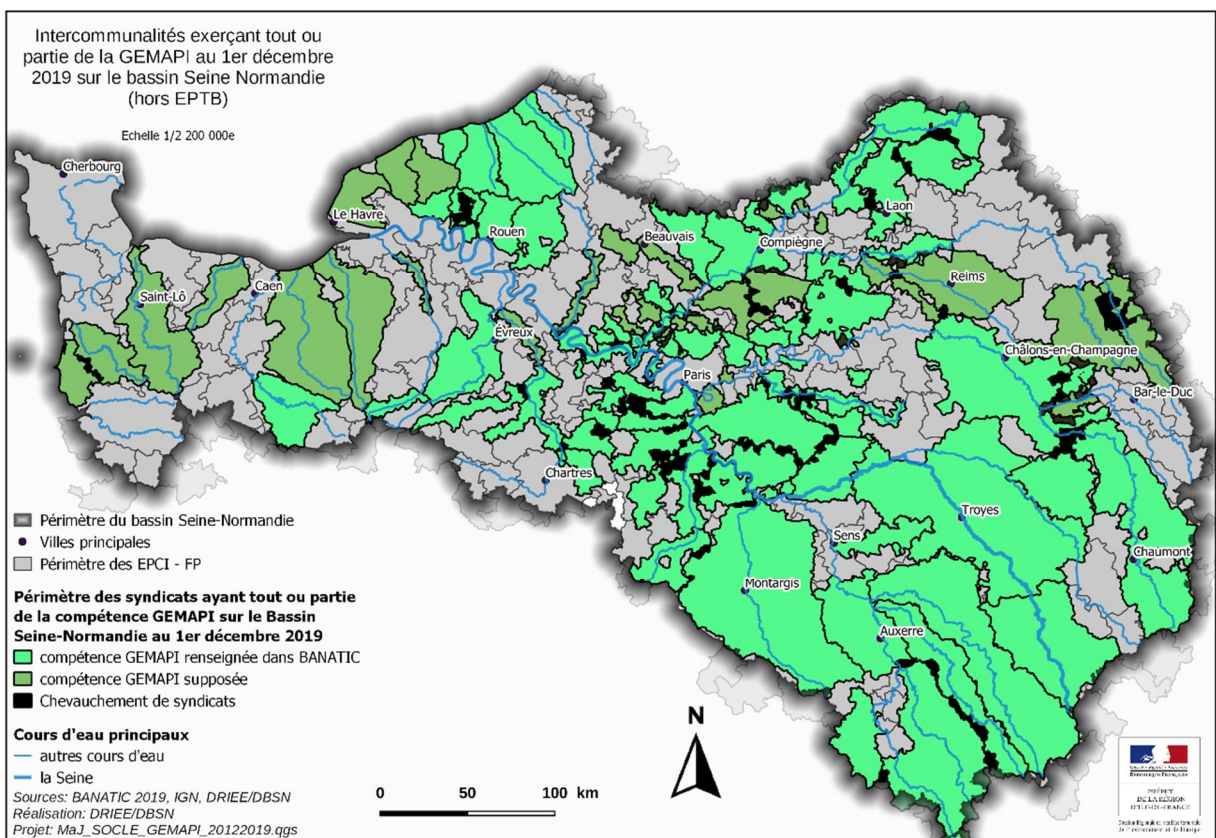 Intercommunalités exerçant tout ou
partie de la GEMAPI au 1er décembre
2019 sur le bassin Seine Normandie
(hors EPTB)
Echelle 1/2 200 000e
Cherbourg
Le Havre
Rouen
Beauvais
Compiègne
Laon
Saint-Lô
Caen
Reims
Évreux
Châlons-en-Champagne
Paris
Bar-le-Duc
Chartres
Troyes
Sens
Chaumont
Montargis
Auxerre
Périmètre du bassin Seine-Normandie
Villes principales
Périmètre des EPCI - FP
Périmètre des syndicats ayant tout ou partie
de la compétence GEMAPI sur le Bassin
Seine-Normandie au 1er décembre 2019
compétence GEMAPI renseignée dans BANATIC
compétence GEMAPI supposée
Chevauchement de syndicats
Cours d'eau principaux
autres cours d'eau
la Seine
Sources: BANATIC 2019, IGN, DRIEE/DBSN
Réalisation: DRIEE/DBSN
Projet: MaJ_SOCLE_GEMAPI_20122019.qgs
0 50 100 km
N
RÉPUBLIQUE FRANÇAISE
PRÉFET
DE LA RÉGION
D'ILE-DE-FRANCE